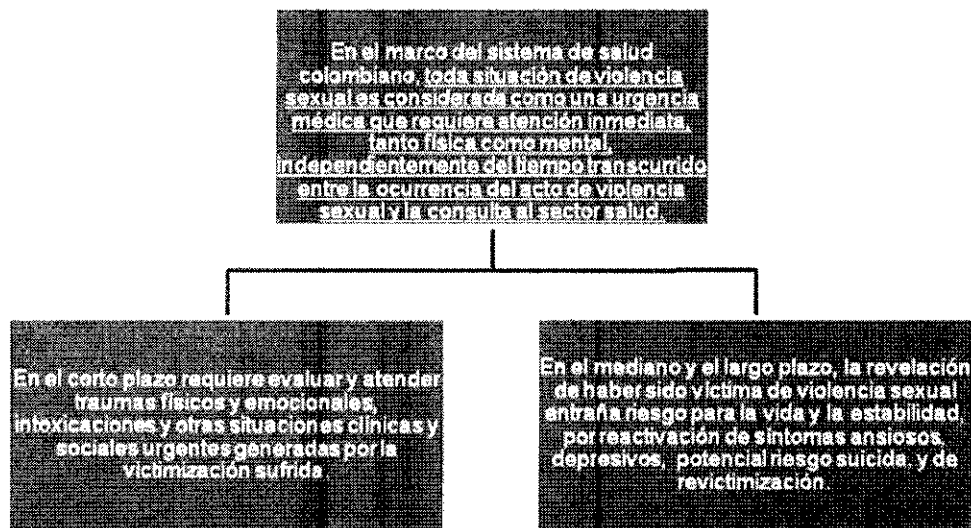 En el marco del sistema de salud
colombiano, toda situación de violencia
sexual es considerada como una urgencia
médica que requiere atención inmediata,
tanto física como mental,
independientemente del tiempo transcurrido
entre la ocurrencia del acto de violencia
sexual y la consulta al sector salud.
En el corto plazo requiere evaluar y atender
traumas físicos y emocionales,
intoxicaciones y otras situaciones clínicas y
sociales urgentes generadas por la
victimización sufrida.
En el mediano y el largo plazo, la revelación
de haber sido víctima de violencia sexual
entraña riesgo para la vida y la estabilidad,
por reactivación de síntomas ansiosos,
depresivos, potencial riesgo suicida, y de
revictimización.